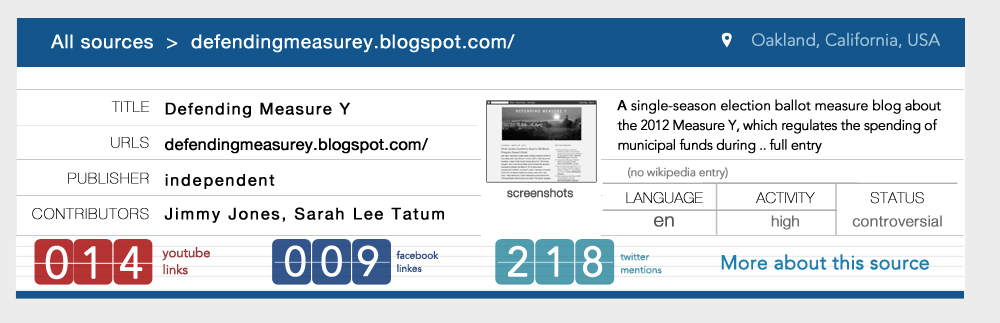 All sources > defendingmeasurey.blogspot.com/
Oakland, California, USA
TITLE Defending Measure Y
URLS defendingmeasurey.blogspot.com/
PUBLISHER independent
CONTRIBUTORS Jimmy Jones, Sarah Lee Tatum
DEFENDING MEASURE Y
screenshots
A single-season election ballot measure blog about
the 2012 Measure Y, which regulates the spending of
municipal funds during .. full entry
(no wikipedia entry)
LANGUAGE ACTIVITY STATUS
en high controversial
014 youtube
links
009 facebook
linkes
218 twitter
mentions
More about this source